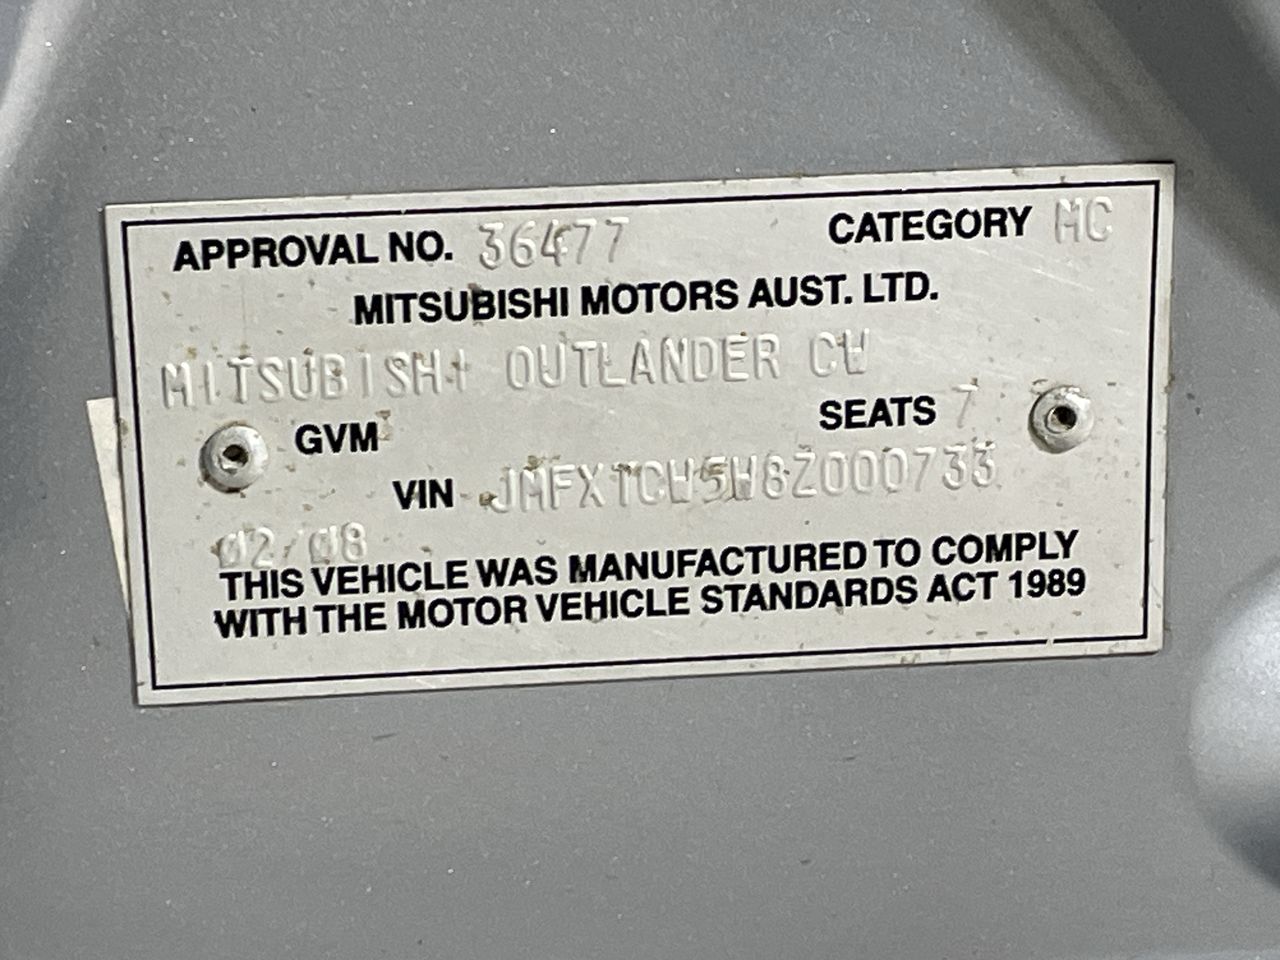 APPROVAL NO. 36477 CATEGORY MC
MITSUBISHI MOTORS AUST. LTD.
MITSUBISHI OUTLANDER CW
GVM SEATS 7
VIN JMFXTCW5W8Z000733
02/08
THIS VEHICLE WAS MANUFACTURED TO COMPLY
WITH THE MOTOR VEHICLE STANDARDS ACT 1989